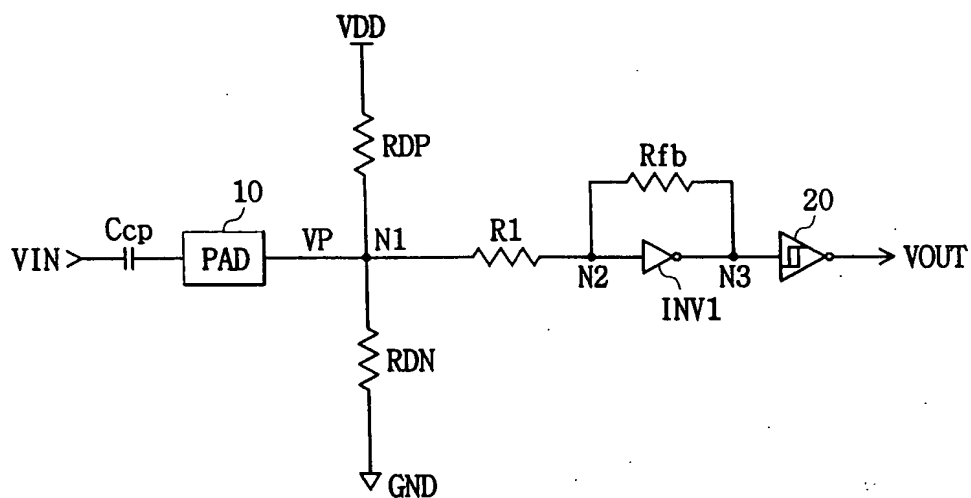 VDD
RDP
Rfb
10
20
Ccp
R1
VP
N1
VIN
PAD
N2
N3
VOUT
INV1
RDN
GND